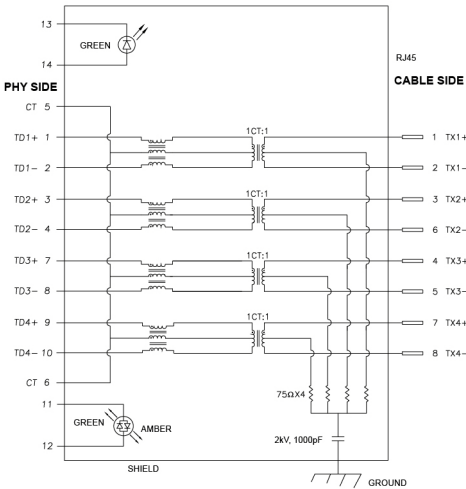 13
GREEN
14
RJ45
PHY SIDE
CABLE SIDE
CT 5
TD1+ 1
1CT:1
1 TX1+
TD1- 2
2 TX1-
TD2+ 3
1CT:1
3 TX2+
TD2- 4
6 TX2-
TD3+ 7
1CT:1
4 TX3+
TD3- 8
5 TX3-
TD4+ 9
1CT:1
7 TX4+
TD4- 10
8 TX4-
CT 6
75ΩX4
11
GREEN
AMBER
12
2kV, 1000pF
SHIELD
GROUND